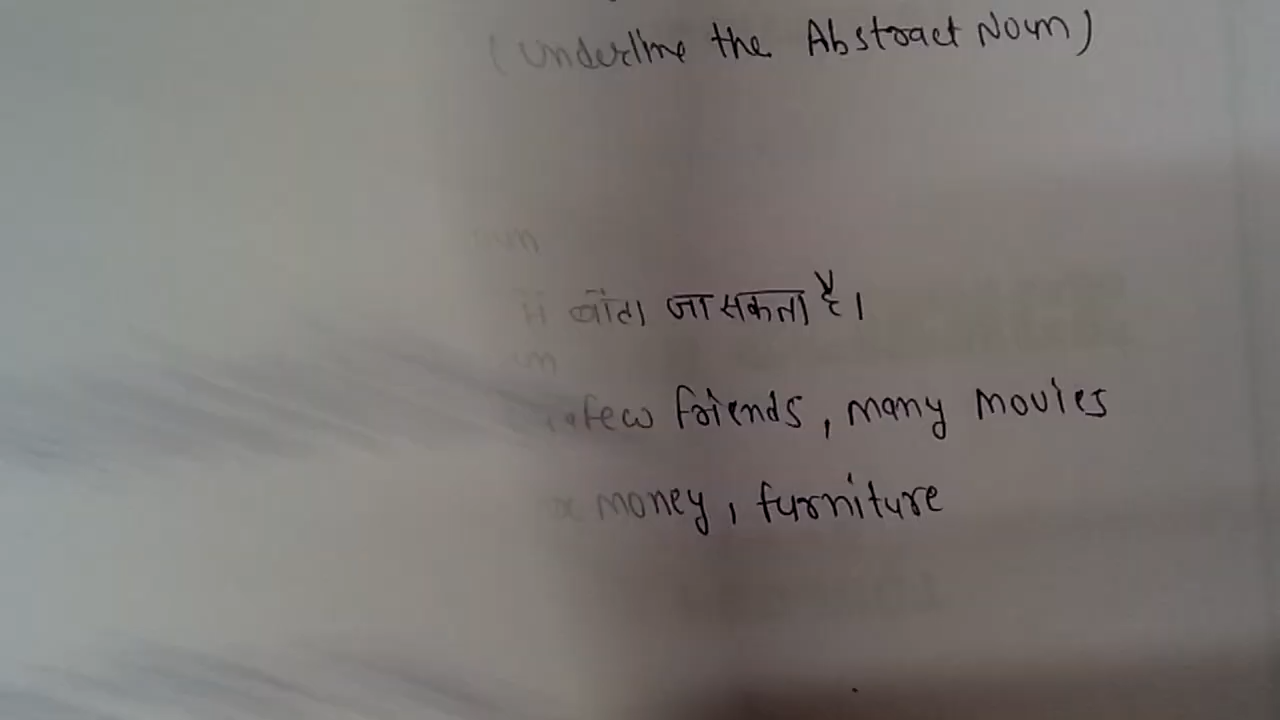 (Underline the Abstract Noun)
में बाँटा जा सकता है।
few friends, many movies
money, furniture